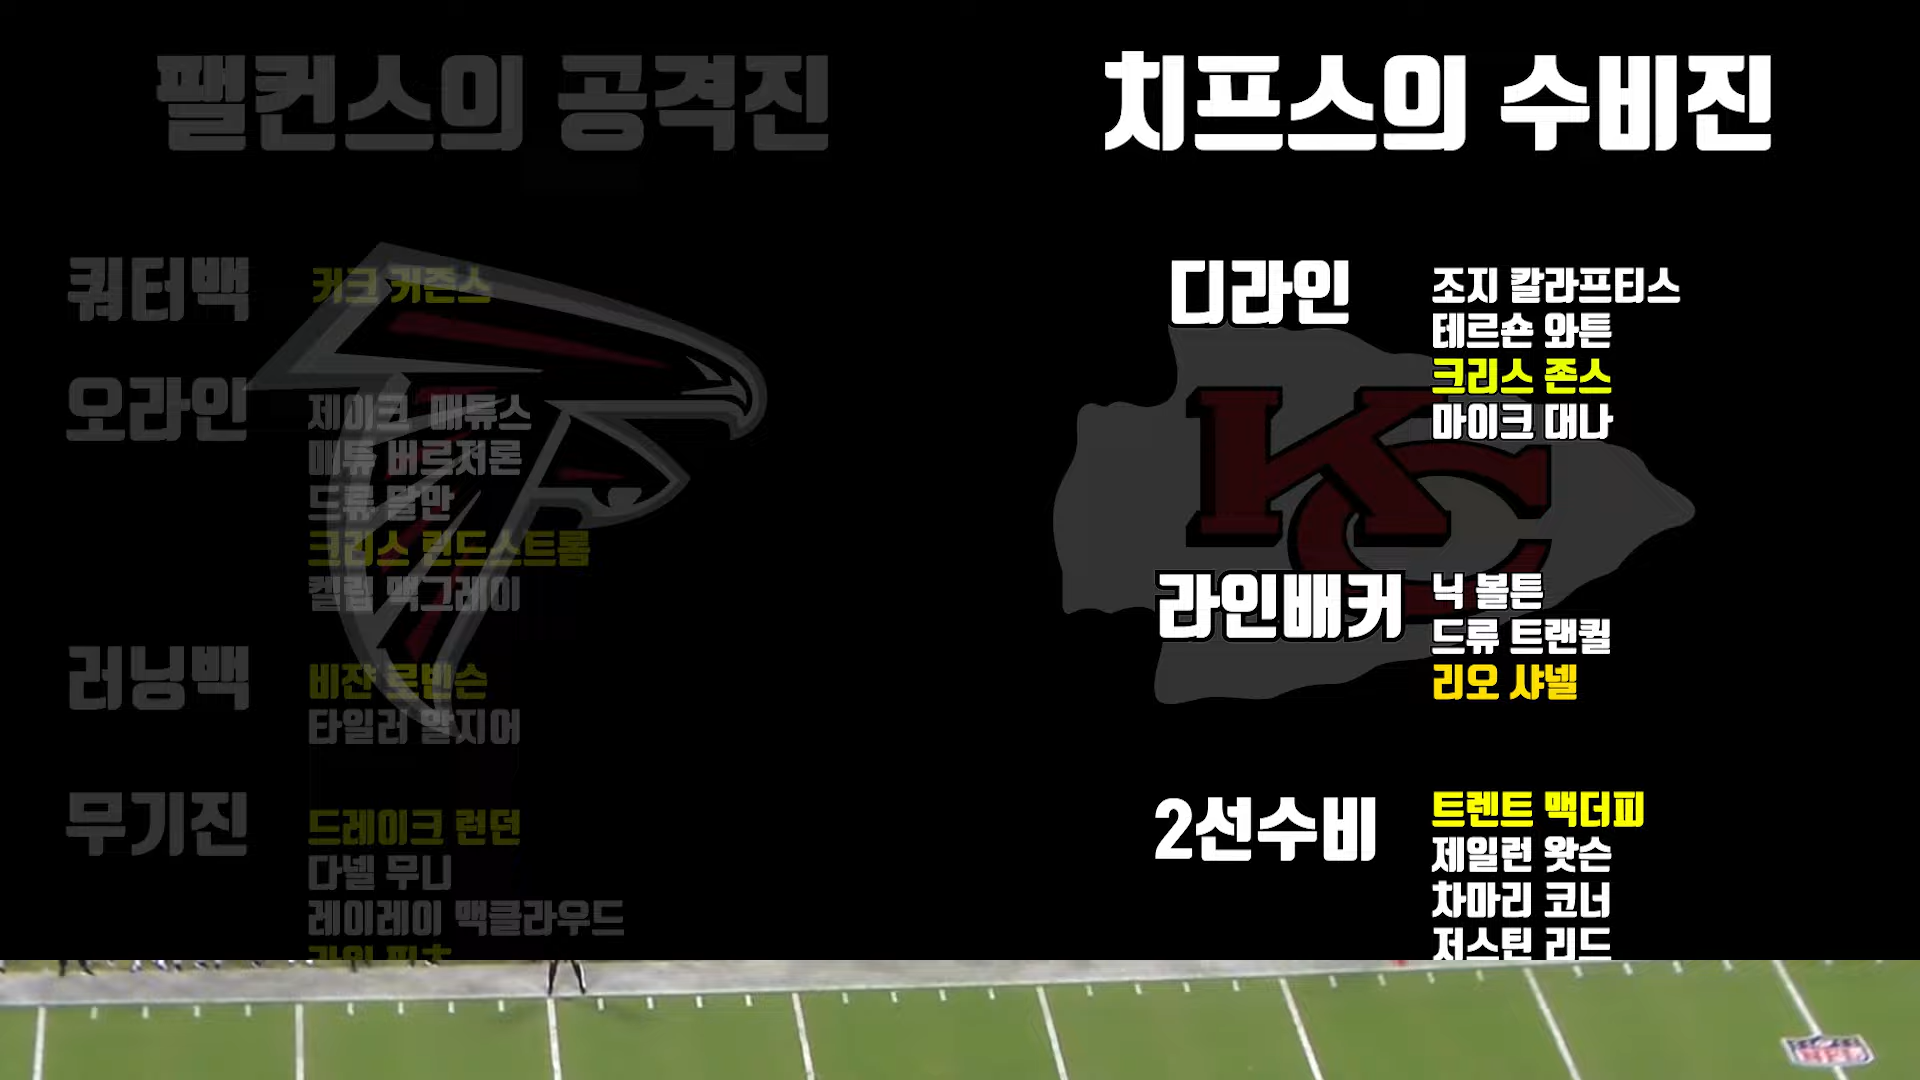 팰컨스의 공격진
쿼터백
커크 커즌스
오라인
제이크 매튜스
매튜 버르저론
드류 달만
크리스 린드스트롬
켈럽 맥그레이
러닝백
비잔 로빈슨
타일러 알지어
무기진
드레이크 런던
다넬 무니
레이레이 맥클라우드
카일 피츠
치프스의 수비진
디라인
조지 칼라프티스
테르숀 와튼
크리스 존스
마이크 대나
KC
라인배커
닉 볼튼
드류 트랜퀼
리오 샤넬
2선수비
트렌트 맥더피
제일런 왓슨
차마리 코너
저스틴 리드
NFL